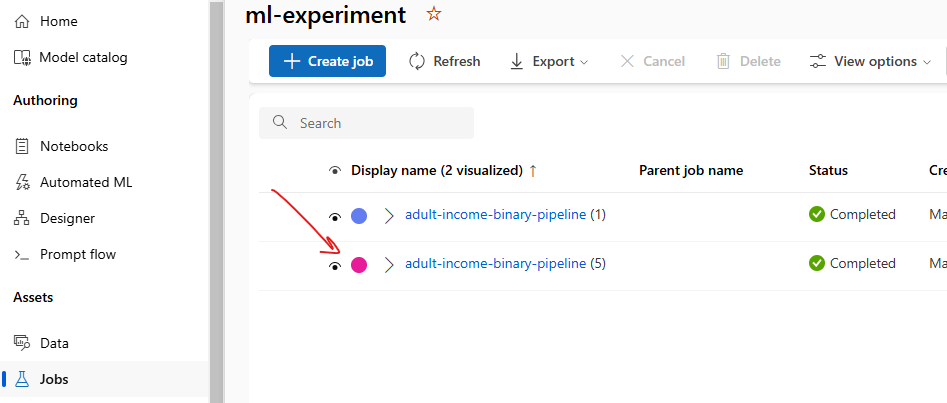 Home
Model catalog
Authoring
Notebooks
Automated ML
Designer
Prompt flow
Assets
Data
Jobs
ml-experiment
Create job Refresh Export Cancel Delete View options
Search
Display name (2 visualized) ↑ Parent job name Status Cre
adult-income-binary-pipeline (1) Completed Ma
adult-income-binary-pipeline (5) Completed Ma